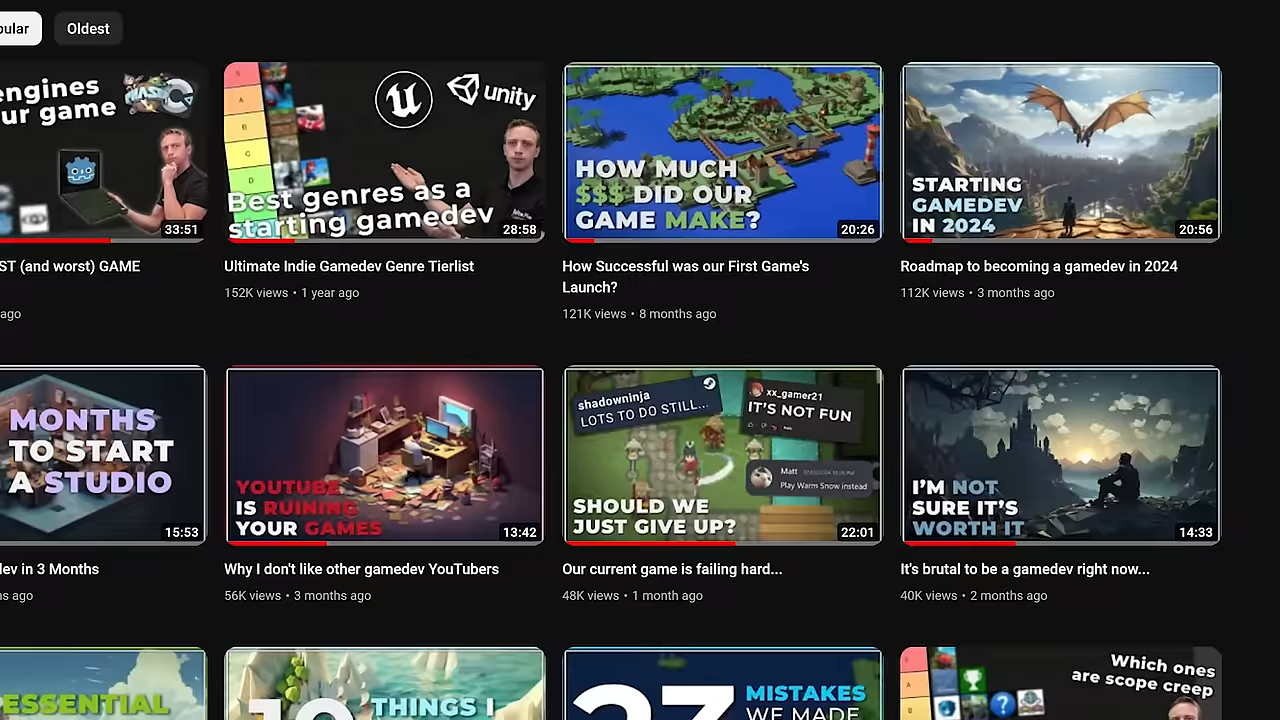 pular
Oldest
engines
ur game
33:51
S
A
B
C
D
unity
Best genres as a
starting gamedev
28:58
HOW MUCH
$$$ DID OUR
GAME MAKE?
20:26
STARTING
GAMEDEV
IN 2024
20:56
ST (and worst) GAME
ago
Ultimate Indie Gamedev Genre Tierlist
152K views • 1 year ago
How Successful was our First Game's
Launch?
121K views • 8 months ago
Roadmap to becoming a gamedev in 2024
112K views • 3 months ago
MONTHS
TO START
A STUDIO
15:53
YOUTUBE
IS RUINING
YOUR GAMES
13:42
shadowninja
LOTS TO DO STILL...
xx_gamer21
IT'S NOT FUN
Matt
Play Warm Snow instead
SHOULD WE
JUST GIVE UP?
22:01
I'M NOT
SURE IT'S
WORTH IT
14:33
lev in 3 Months
hs ago
Why I don't like other gamedev YouTubers
56K views • 3 months ago
Our current game is failing hard...
48K views • 1 month ago
It's brutal to be a gamedev right now...
40K views • 2 months ago
ESSENTIAL
THINGS I
27 MISTAKES
WE MADE
S
A
B
Which ones
are scope creep